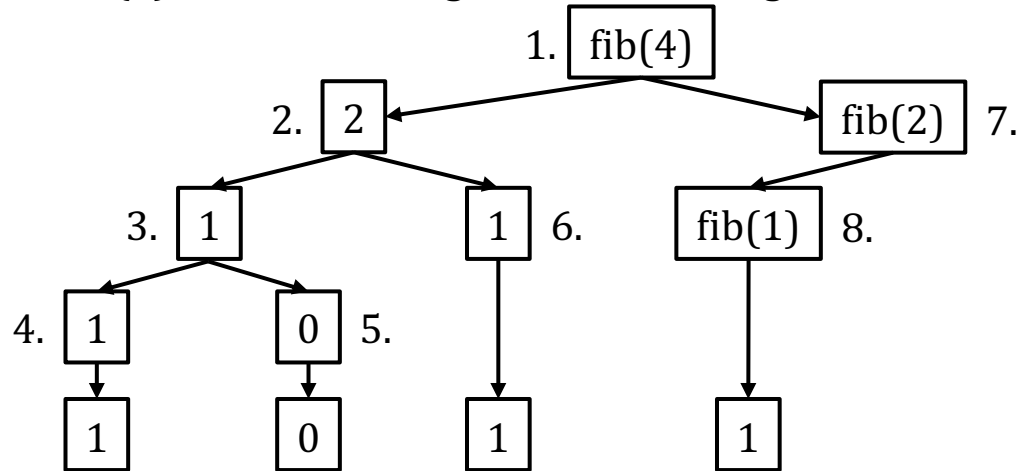 1. fib(4)
2. 2 fib(2) 7.
3. 1 1 6. fib(1) 8.
4. 1 0 5.
1 0 1 1